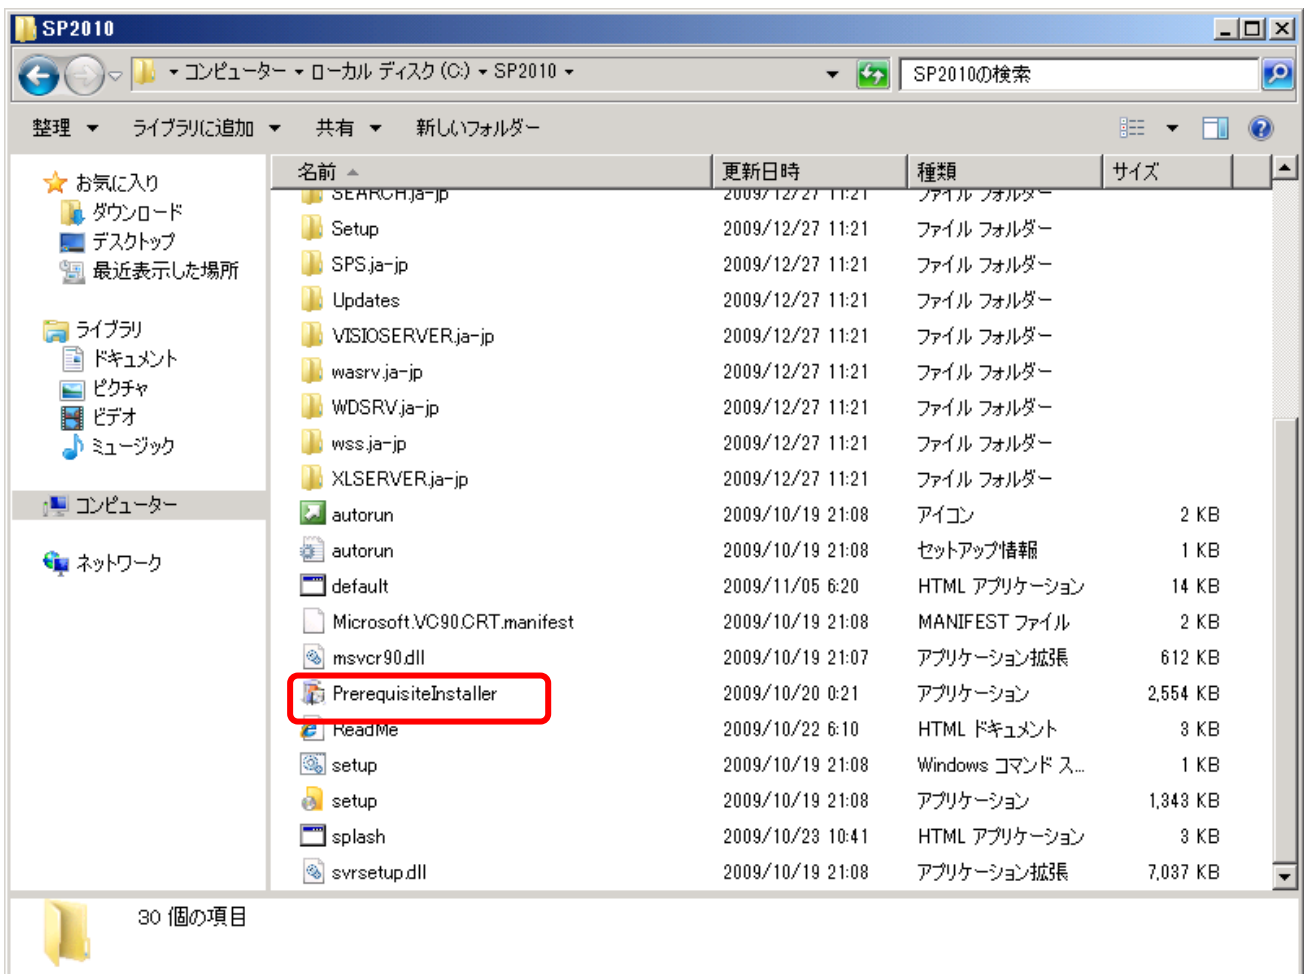 SP2010
コンピューター ローカル ディスク (C:) SP2010
SP2010の検索
整理 ライブラリに追加 共有 新しいフォルダー
お気に入り
ダウンロード
デスクトップ
最近表示した場所
ライブラリ
ドキュメント
ピクチャ
ビデオ
ミュージック
コンピューター
ネットワーク
名前 更新日時 種類 サイズ
SEARCH.ja-jp 2009/12/27 11:21 ファイル フォルダー
Setup 2009/12/27 11:21 ファイル フォルダー
SPS.ja-jp 2009/12/27 11:21 ファイル フォルダー
Updates 2009/12/27 11:21 ファイル フォルダー
VISIOSERVER.ja-jp 2009/12/27 11:21 ファイル フォルダー
wasrv.ja-jp 2009/12/27 11:21 ファイル フォルダー
WDSRV.ja-jp 2009/12/27 11:21 ファイル フォルダー
wss.ja-jp 2009/12/27 11:21 ファイル フォルダー
XLSERVER.ja-jp 2009/12/27 11:21 ファイル フォルダー
autorun 2009/10/19 21:08 アイコン 2 KB
autorun 2009/10/19 21:08 セットアップ情報 1 KB
default 2009/11/05 6:20 HTML アプリケーション 14 KB
Microsoft.VC90.CRT.manifest 2009/10/19 21:08 MANIFEST ファイル 2 KB
msvcr90.dll 2009/10/19 21:07 アプリケーション拡張 612 KB
PrerequisiteInstaller 2009/10/20 0:21 アプリケーション 2,554 KB
ReadMe 2009/10/22 6:10 HTML ドキュメント 3 KB
setup 2009/10/19 21:08 Windows コマンド ス... 1 KB
setup 2009/10/19 21:08 アプリケーション 1,343 KB
splash 2009/10/23 10:41 HTML アプリケーション 3 KB
svrsetup.dll 2009/10/19 21:08 アプリケーション拡張 7,037 KB
30 個の項目